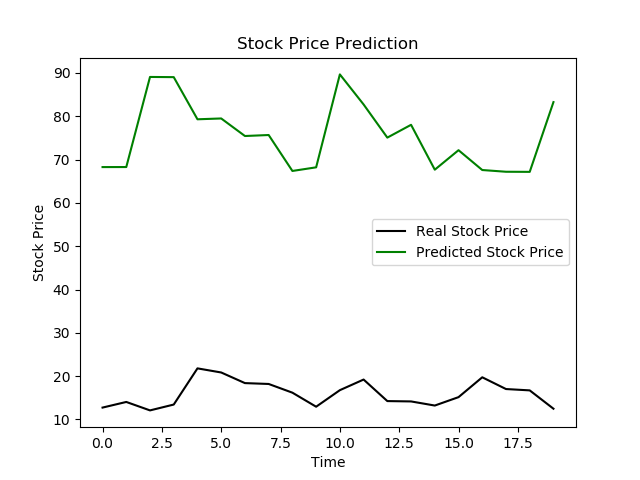 Stock Price Prediction
90
80
70
60
50
40
30
20
10
Stock Price
Real Stock Price
Predicted Stock Price
0.0 2.5 5.0 7.5 10.0 12.5 15.0 17.5
Time